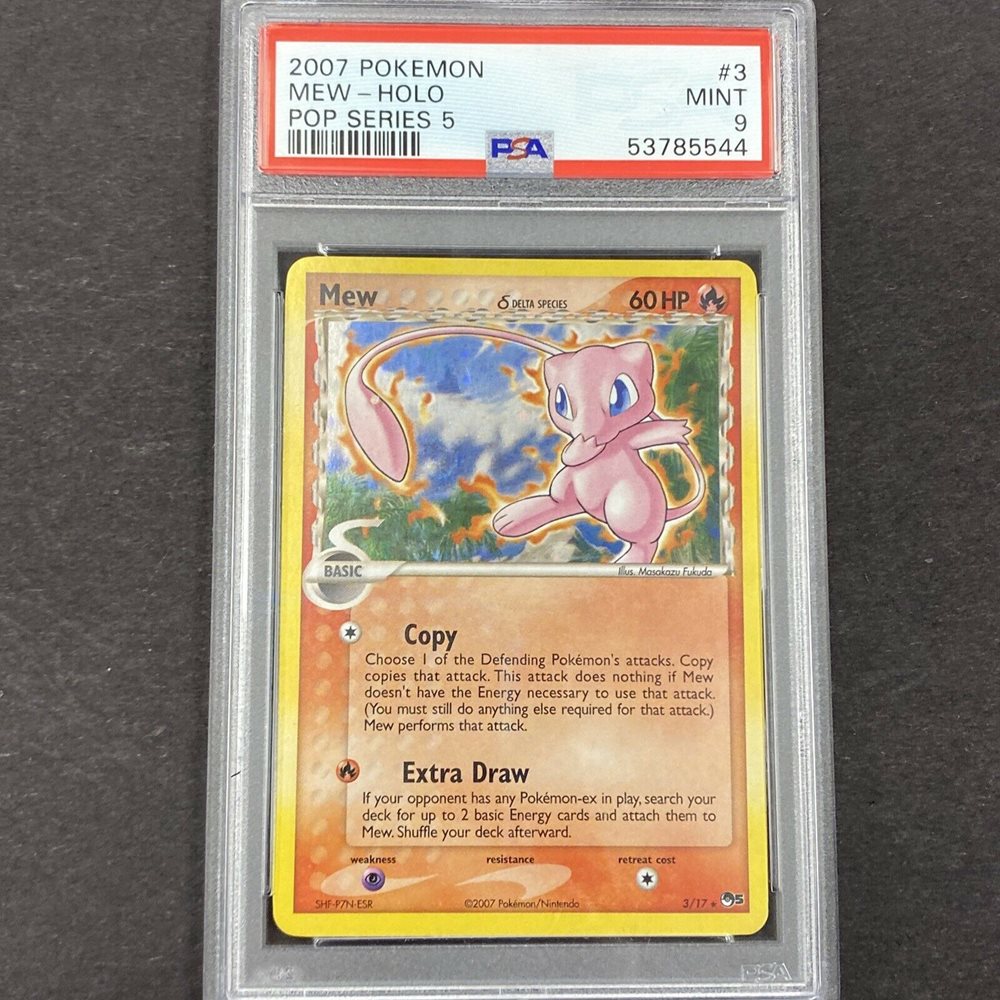 2007 POKEMON #3
MEW - HOLO MINT
POP SERIES 5 9
PSA 53785544
Mew δ DELTA SPECIES 60 HP
BASIC Illus. Masakazu Fukuda
Copy
Choose 1 of the Defending Pokémon's attacks. Copy
copies that attack. This attack does nothing if Mew
doesn't have the Energy necessary to use that attack.
(You must still do anything else required for that attack.)
Mew performs that attack.
Extra Draw
If your opponent has any Pokémon-ex in play, search your
deck for up to 2 basic Energy cards and attach them to
Mew. Shuffle your deck afterward.
weakness resistance retreat cost
SHF-P7N-ESR ©2007 Pokémon/Nintendo 3/17 ★ 5
PSA